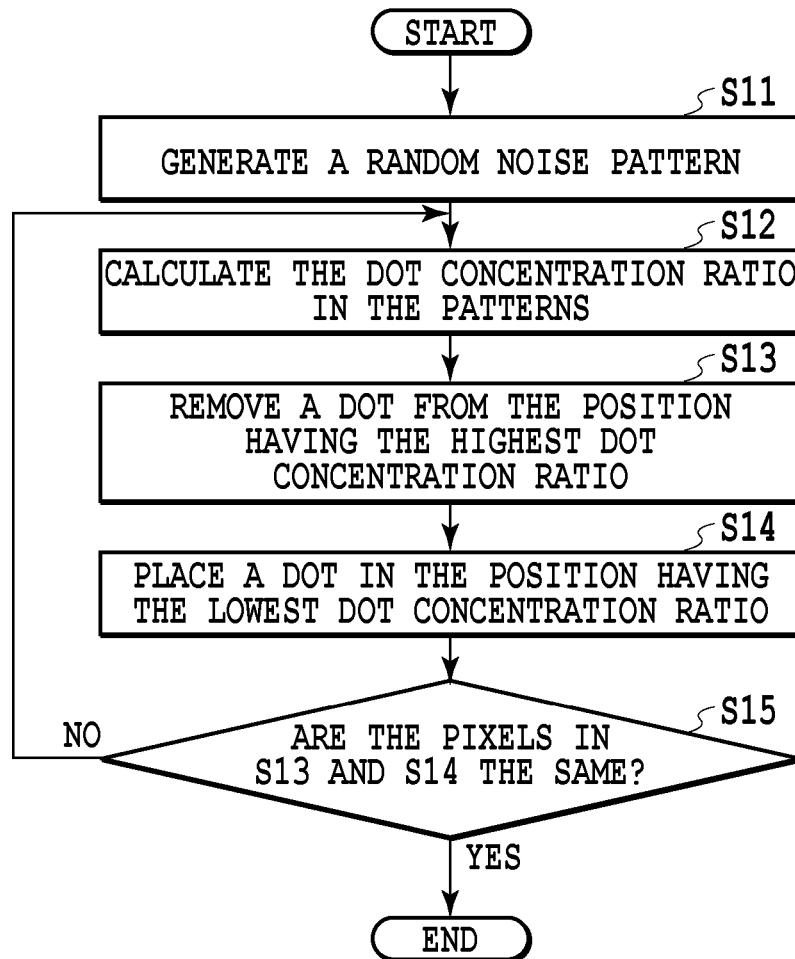 START
S11
GENERATE A RANDOM NOISE PATTERN
S12
CALCULATE THE DOT CONCENTRATION RATIO
IN THE PATTERNS
S13
REMOVE A DOT FROM THE POSITION
HAVING THE HIGHEST DOT
CONCENTRATION RATIO
S14
PLACE A DOT IN THE POSITION HAVING
THE LOWEST DOT CONCENTRATION RATIO
S15
ARE THE PIXELS IN
S13 AND S14 THE SAME?
NO
YES
END